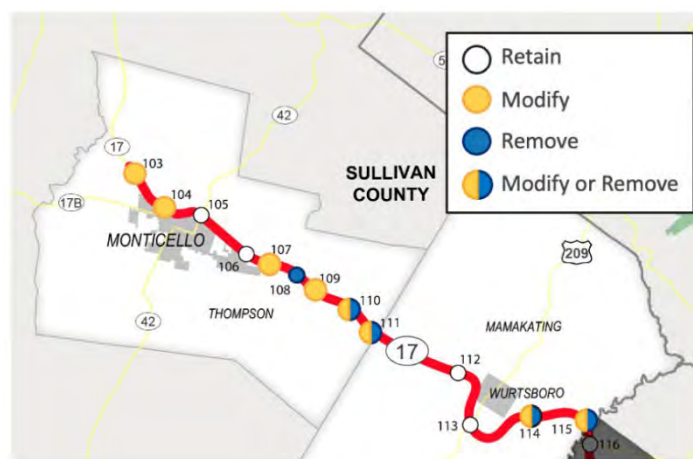 Retain
Modify
Remove
Modify or Remove
42
17
103
SULLIVAN
COUNTY
17B
104
105
MONTICELLO
106
107
108
109
209
THOMPSON
110
111
MAMAKATING
42
17
112
WURTSBORO
113
114
115
116